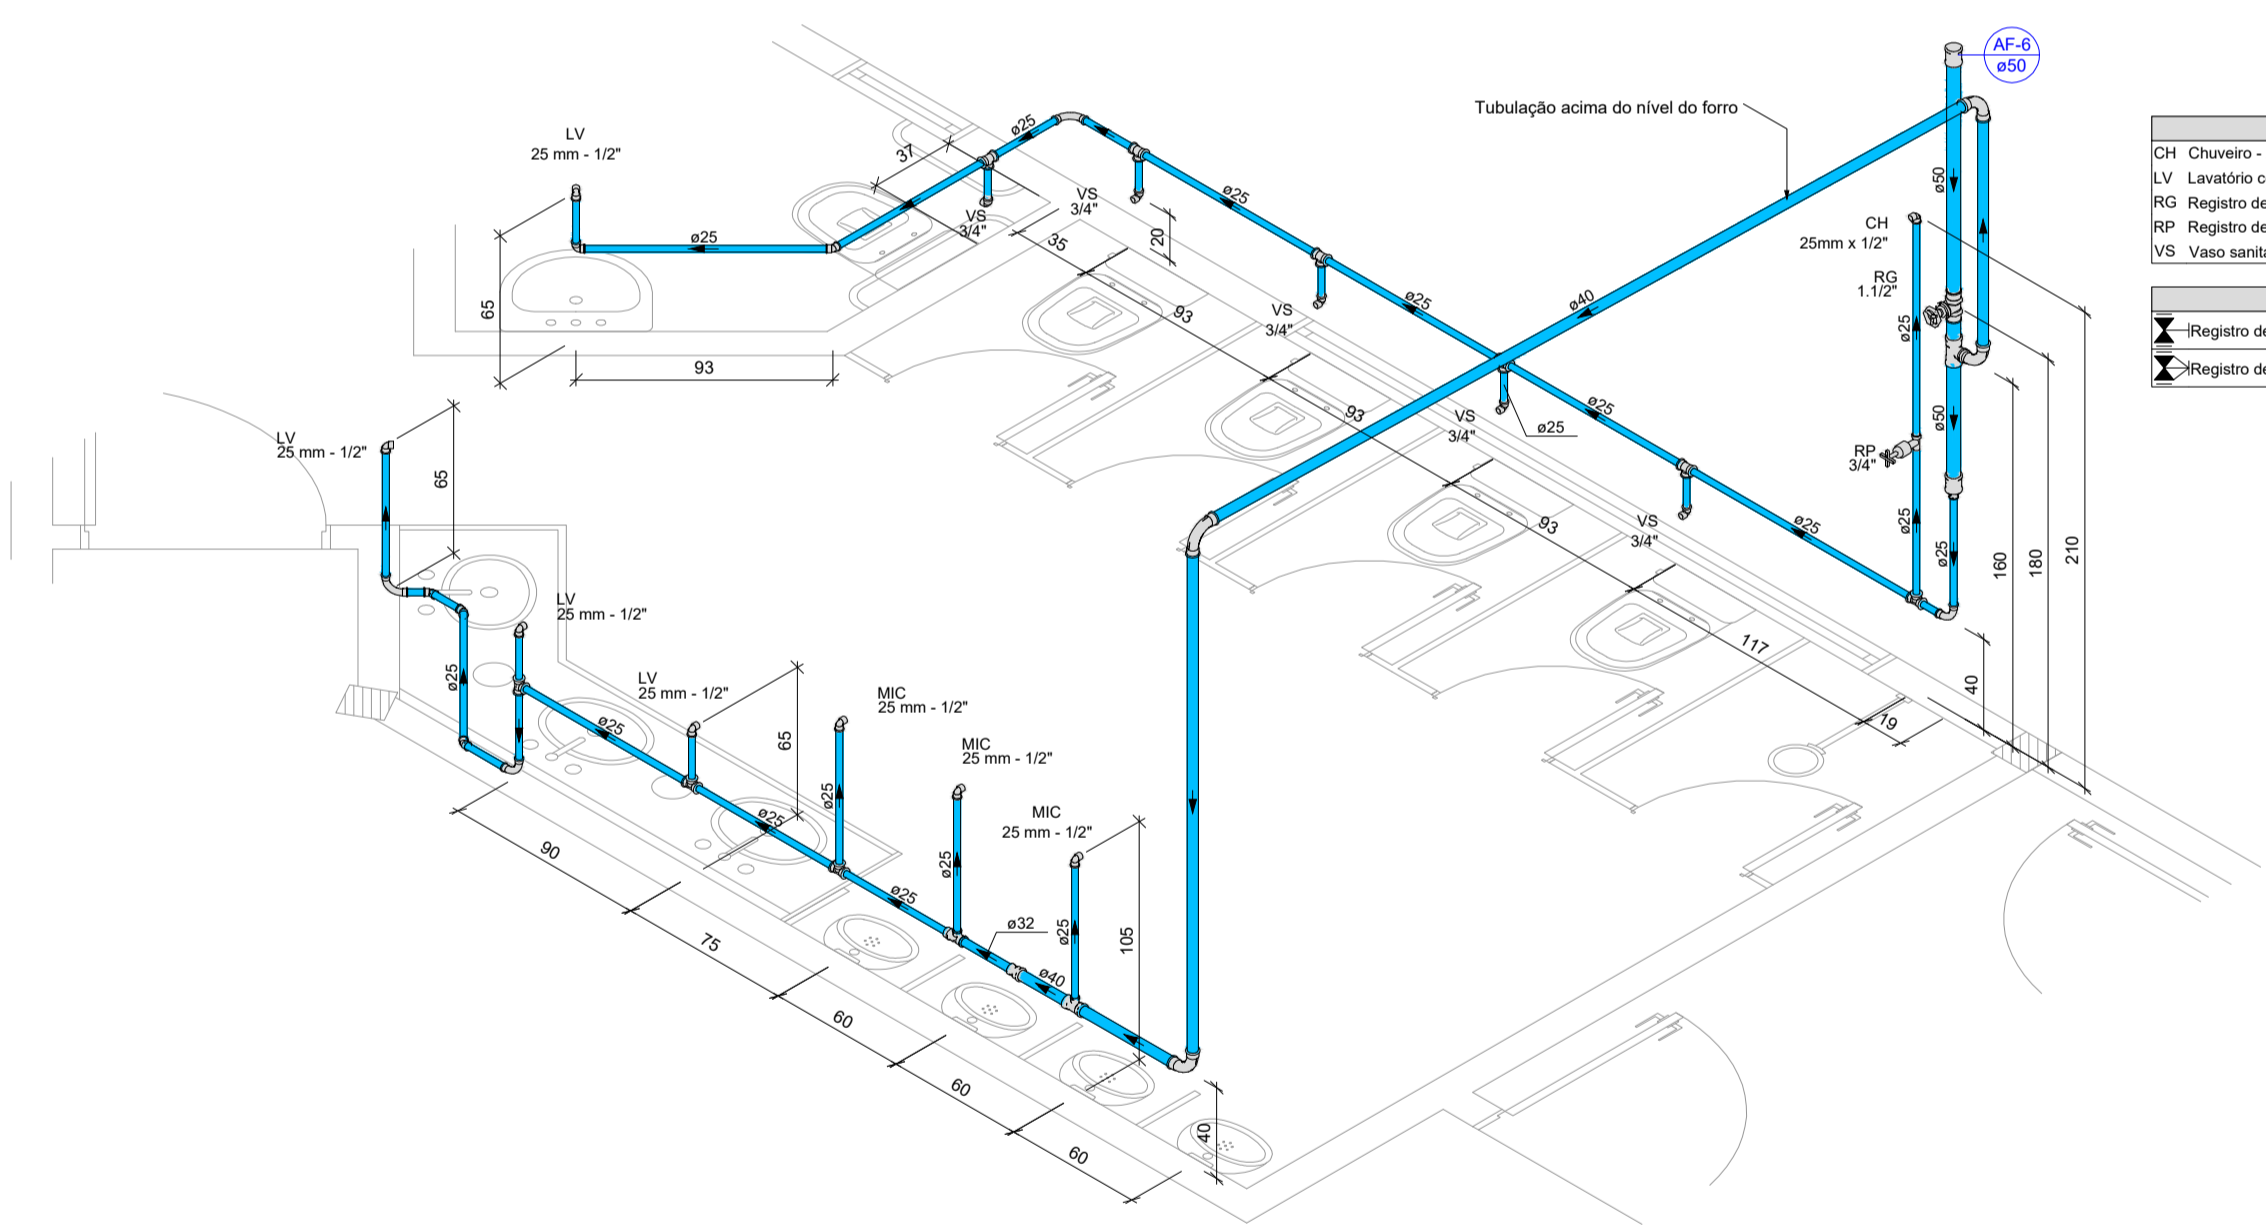 AF-6
ø50
Tubulação acima do nível do forro
LV
25 mm - 1/2"
ø25
37
ø25
VS
3/4"
VS
3/4"
35
20
ø25
65
93
93
VS
3/4"
ø25
ø40
93
VS
3/4"
ø25
ø25
93
VS
3/4"
ø25
117
19
ø50
CH
25mm x 1/2"
RG
1.1/2"
ø25
RP
3/4"
ø25
ø50
ø25
40
160
180
210
CH Chuveiro -
LV Lavatório c
RG Registro de
RP Registro de
VS Vaso sanita
Registro de
Registro de
LV
25 mm - 1/2"
65
ø25
LV
25 mm - 1/2"
ø25
LV
25 mm - 1/2"
65
ø25
MIC
25 mm - 1/2"
ø25
MIC
25 mm - 1/2"
ø25
ø25
MIC
25 mm - 1/2"
ø25
ø32
ø40
105
40
90
75
60
60
60